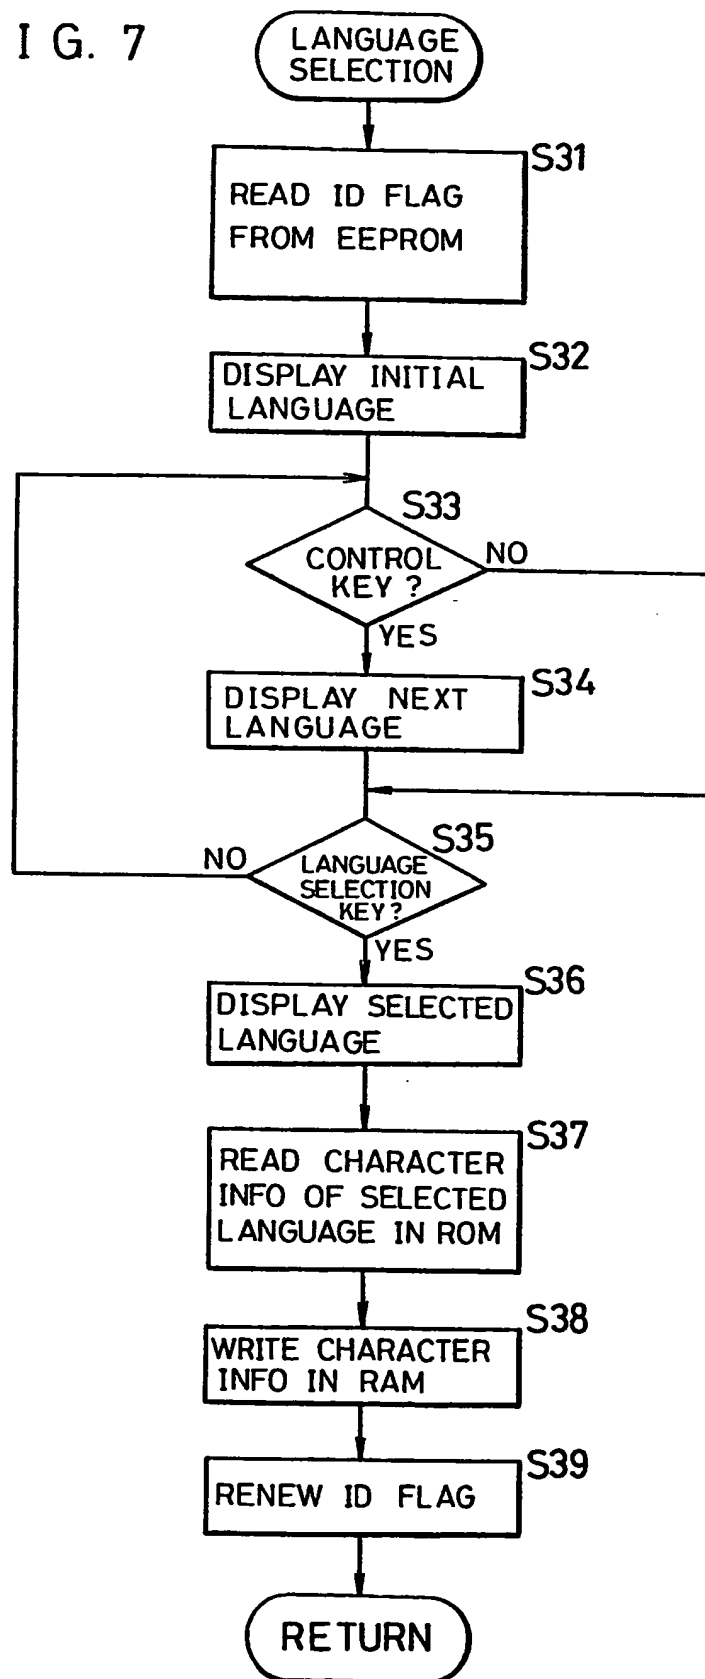 I G. 7
LANGUAGE
SELECTION
S31
READ ID FLAG
FROM EEPROM
S32
DISPLAY INITIAL
LANGUAGE
S33
CONTROL
KEY?
NO
YES
S34
DISPLAY NEXT
LANGUAGE
S35
NO
LANGUAGE
SELECTION
KEY?
YES
S36
DISPLAY SELECTED
LANGUAGE
S37
READ CHARACTER
INFO OF SELECTED
LANGUAGE IN ROM
S38
WRITE CHARACTER
INFO IN RAM
S39
RENEW ID FLAG
RETURN